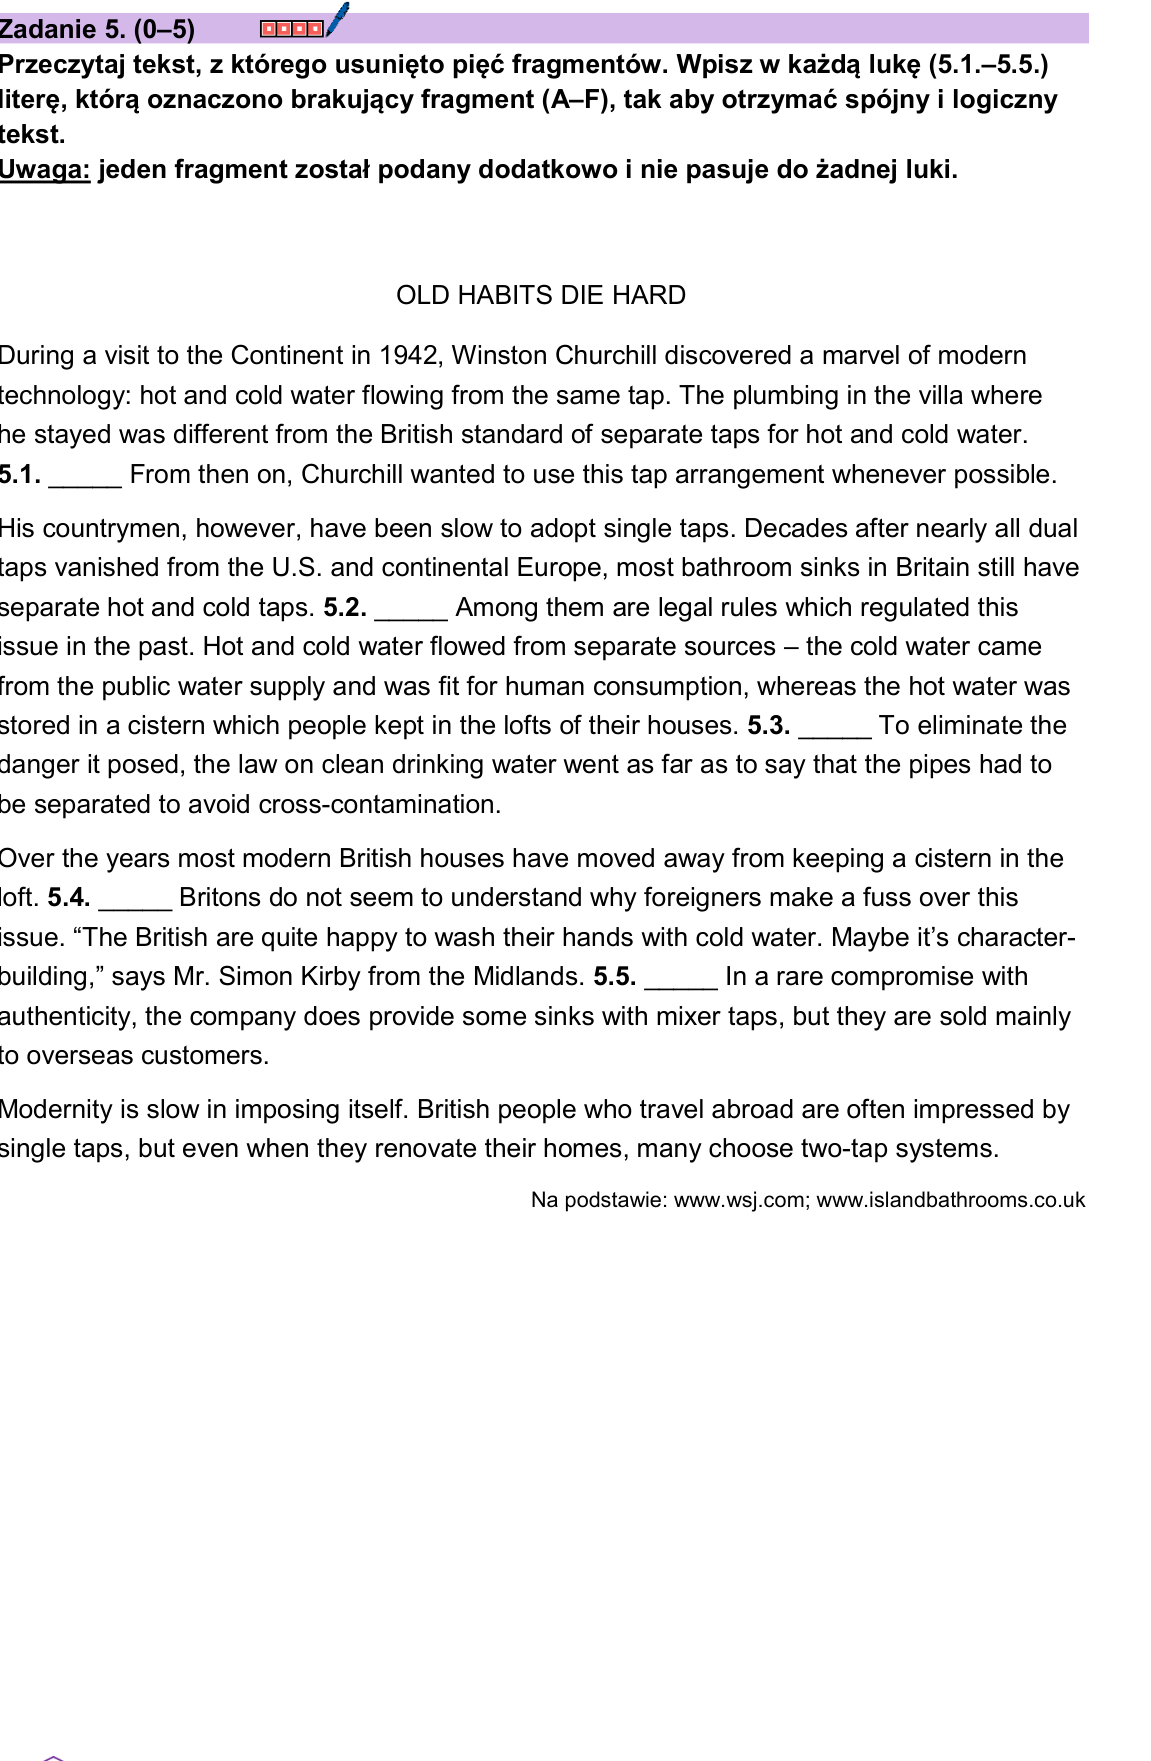 Zadanie 5. (0–5)
Przeczytaj tekst, z którego usunięto pięć fragmentów. Wpisz w każdą lukę (5.1.–5.5.)
literę, którą oznaczono brakujący fragment (A–F), tak aby otrzymać spójny i logiczny
tekst.
Uwaga: jeden fragment został podany dodatkowo i nie pasuje do żadnej luki.
OLD HABITS DIE HARD
During a visit to the Continent in 1942, Winston Churchill discovered a marvel of modern
technology: hot and cold water flowing from the same tap. The plumbing in the villa where
he stayed was different from the British standard of separate taps for hot and cold water.
5.1. _____ From then on, Churchill wanted to use this tap arrangement whenever possible.
His countrymen, however, have been slow to adopt single taps. Decades after nearly all dual
taps vanished from the U.S. and continental Europe, most bathroom sinks in Britain still have
separate hot and cold taps. 5.2. _____ Among them are legal rules which regulated this
issue in the past. Hot and cold water flowed from separate sources – the cold water came
from the public water supply and was fit for human consumption, whereas the hot water was
stored in a cistern which people kept in the lofts of their houses. 5.3. _____ To eliminate the
danger it posed, the law on clean drinking water went as far as to say that the pipes had to
be separated to avoid cross-contamination.
Over the years most modern British houses have moved away from keeping a cistern in the
loft. 5.4. _____ Britons do not seem to understand why foreigners make a fuss over this
issue. “The British are quite happy to wash their hands with cold water. Maybe it’s character-
building,” says Mr. Simon Kirby from the Midlands. 5.5. _____ In a rare compromise with
authenticity, the company does provide some sinks with mixer taps, but they are sold mainly
to overseas customers.
Modernity is slow in imposing itself. British people who travel abroad are often impressed by
single taps, but even when they renovate their homes, many choose two-tap systems.
Na podstawie: www.wsj.com; www.islandbathrooms.co.uk